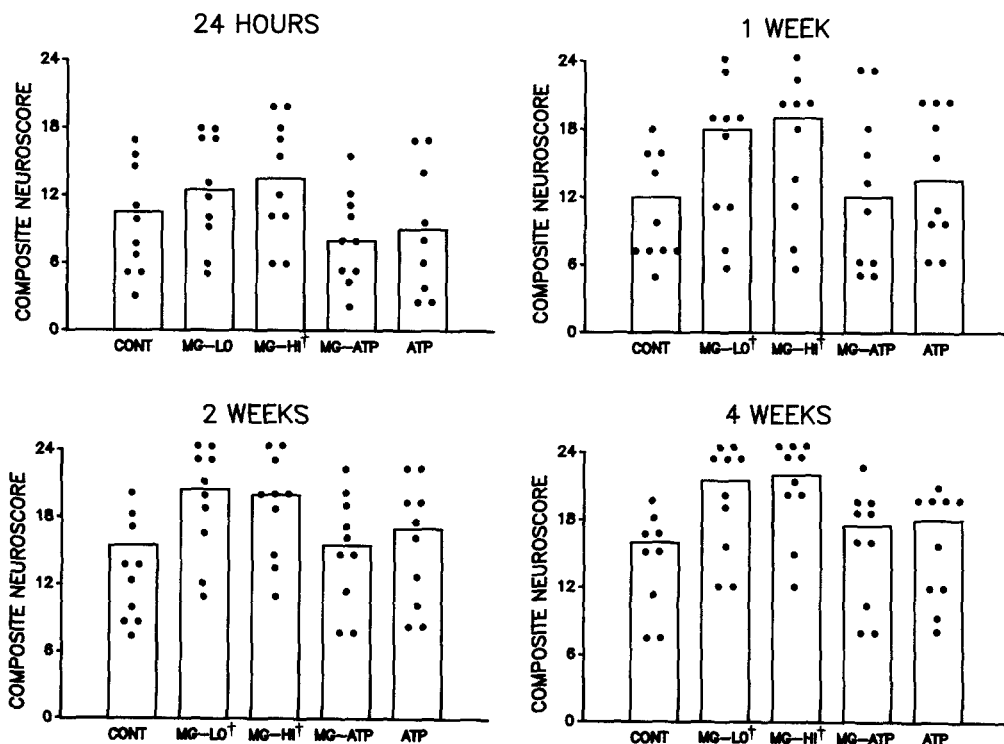 24 HOURS
COMPOSITE NEUROSCORE
24
18
12
6
0
CONT MG-LO MG-HI† MG-ATP ATP
1 WEEK
COMPOSITE NEUROSCORE
24
18
12
6
0
CONT MG-LO† MG-HI† MG-ATP ATP
2 WEEKS
COMPOSITE NEUROSCORE
24
18
12
6
0
CONT MG-LO† MG-HI† MG-ATP ATP
4 WEEKS
COMPOSITE NEUROSCORE
24
18
12
6
0
CONT MG-LO† MG-HI† MG-ATP ATP